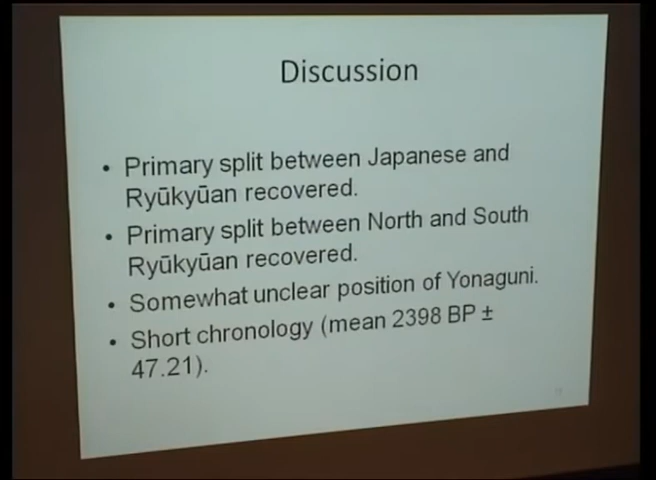 Discussion
• Primary split between Japanese and
Ryūkyūan recovered.
• Primary split between North and South
Ryūkyūan recovered.
• Somewhat unclear position of Yonaguni.
• Short chronology (mean 2398 BP ±
47.21).